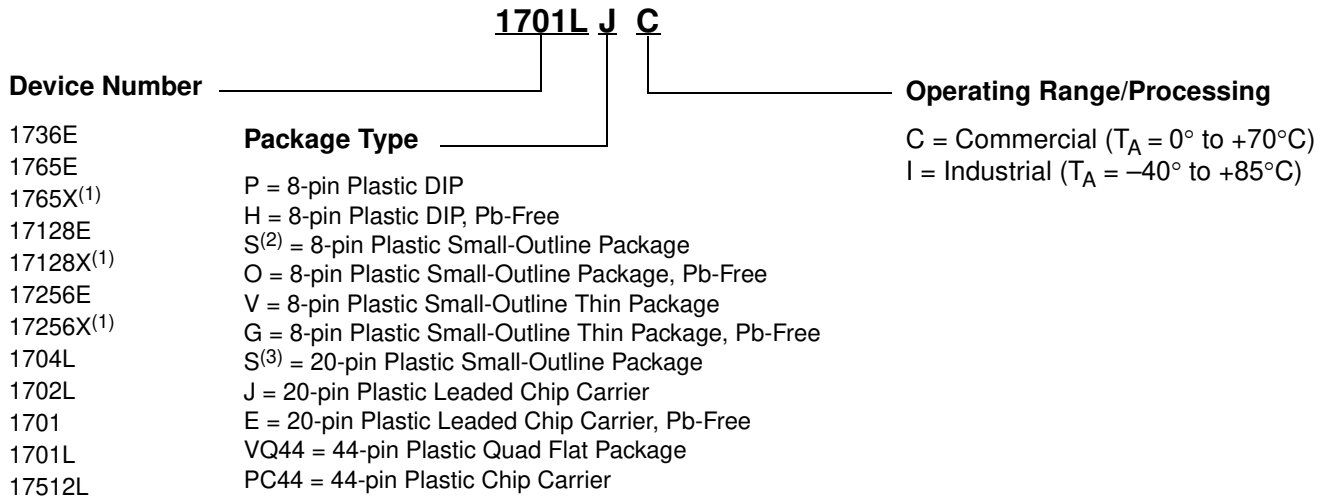 1701L J C
Device Number
1736E
1765E
1765X(1)
17128E
17128X(1)
17256E
17256X(1)
1704L
1702L
1701
1701L
17512L
Package Type
P = 8-pin Plastic DIP
H = 8-pin Plastic DIP, Pb-Free
S(2) = 8-pin Plastic Small-Outline Package
O = 8-pin Plastic Small-Outline Package, Pb-Free
V = 8-pin Plastic Small-Outline Thin Package
G = 8-pin Plastic Small-Outline Thin Package, Pb-Free
S(3) = 20-pin Plastic Small-Outline Package
J = 20-pin Plastic Leaded Chip Carrier
E = 20-pin Plastic Leaded Chip Carrier, Pb-Free
VQ44 = 44-pin Plastic Quad Flat Package
PC44 = 44-pin Plastic Chip Carrier
Operating Range/Processing
C = Commercial (TA = 0° to +70°C)
I = Industrial (TA = –40° to +85°C)